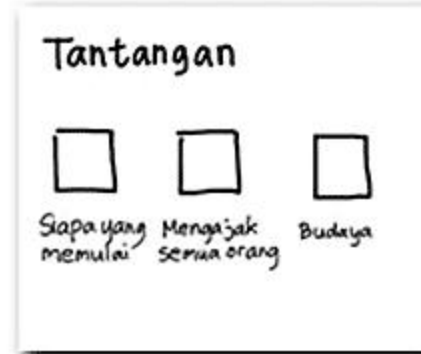 Tantangan
Siapa yang
memulai
Mengajak
semua orang
Budaya